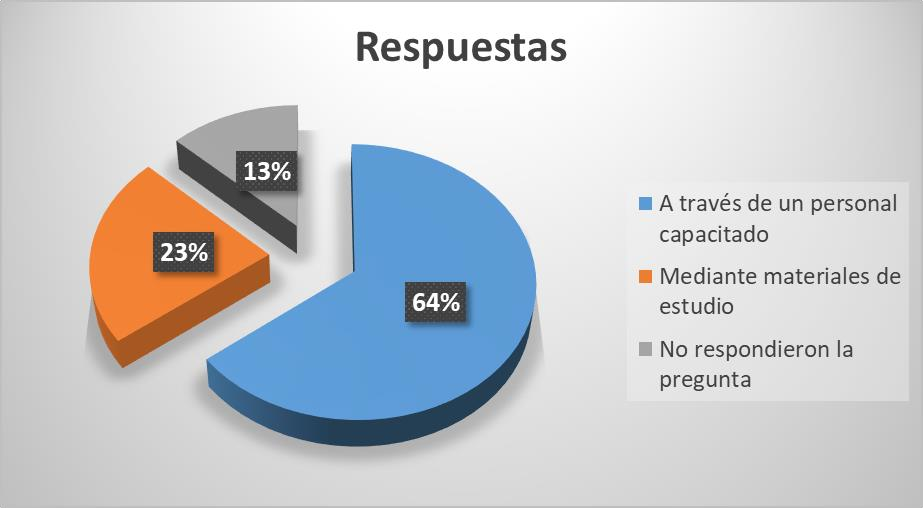 Respuestas
13%
23%
64%
A través de un personal
capacitado
Mediante materiales de
estudio
No respondieron la
pregunta